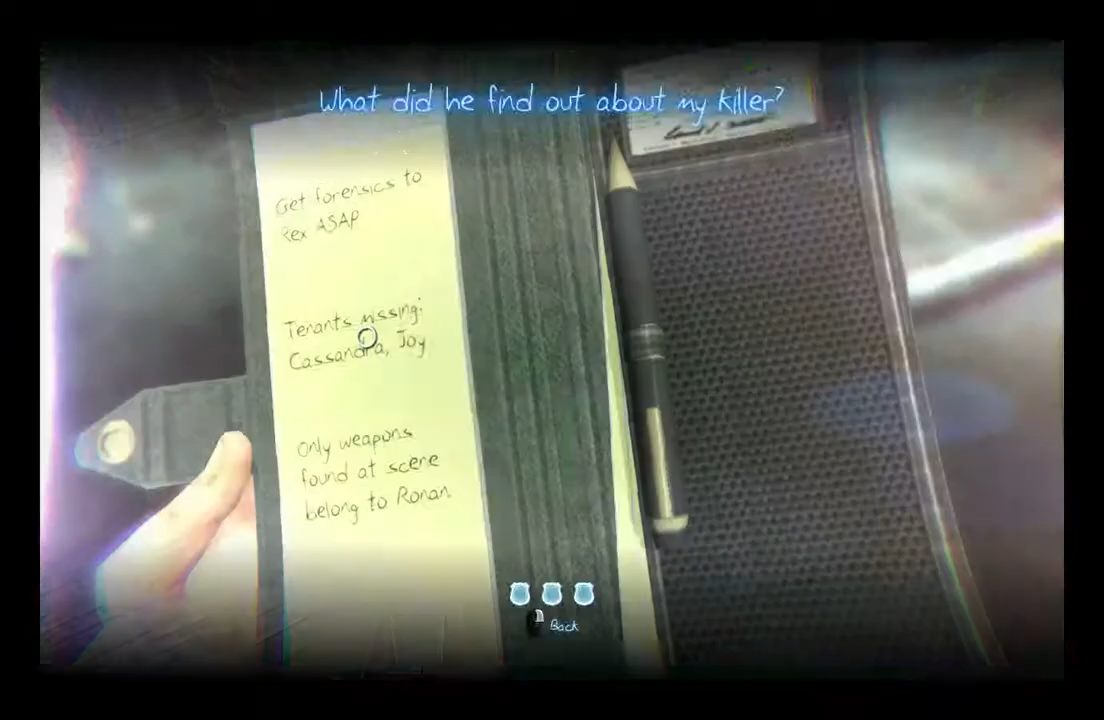 What did he find out about my killer?
Get forensics to
Rex ASAP
Tenants missing:
Cassandra, Joy
Only weapons
found at scene
belong to Ronan.
Back